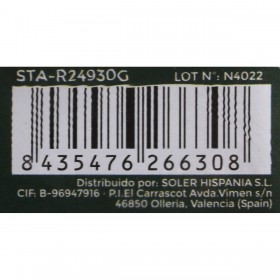 STA-R24930G LOT N°: N4022
8 435476 266308
Distribuido por: SOLER HISPANIA S.L.
CIF: B-96947916 - P.I.El Carrascot Avda.Vimen s/n
46850 Olleria, Valencia (Spain)